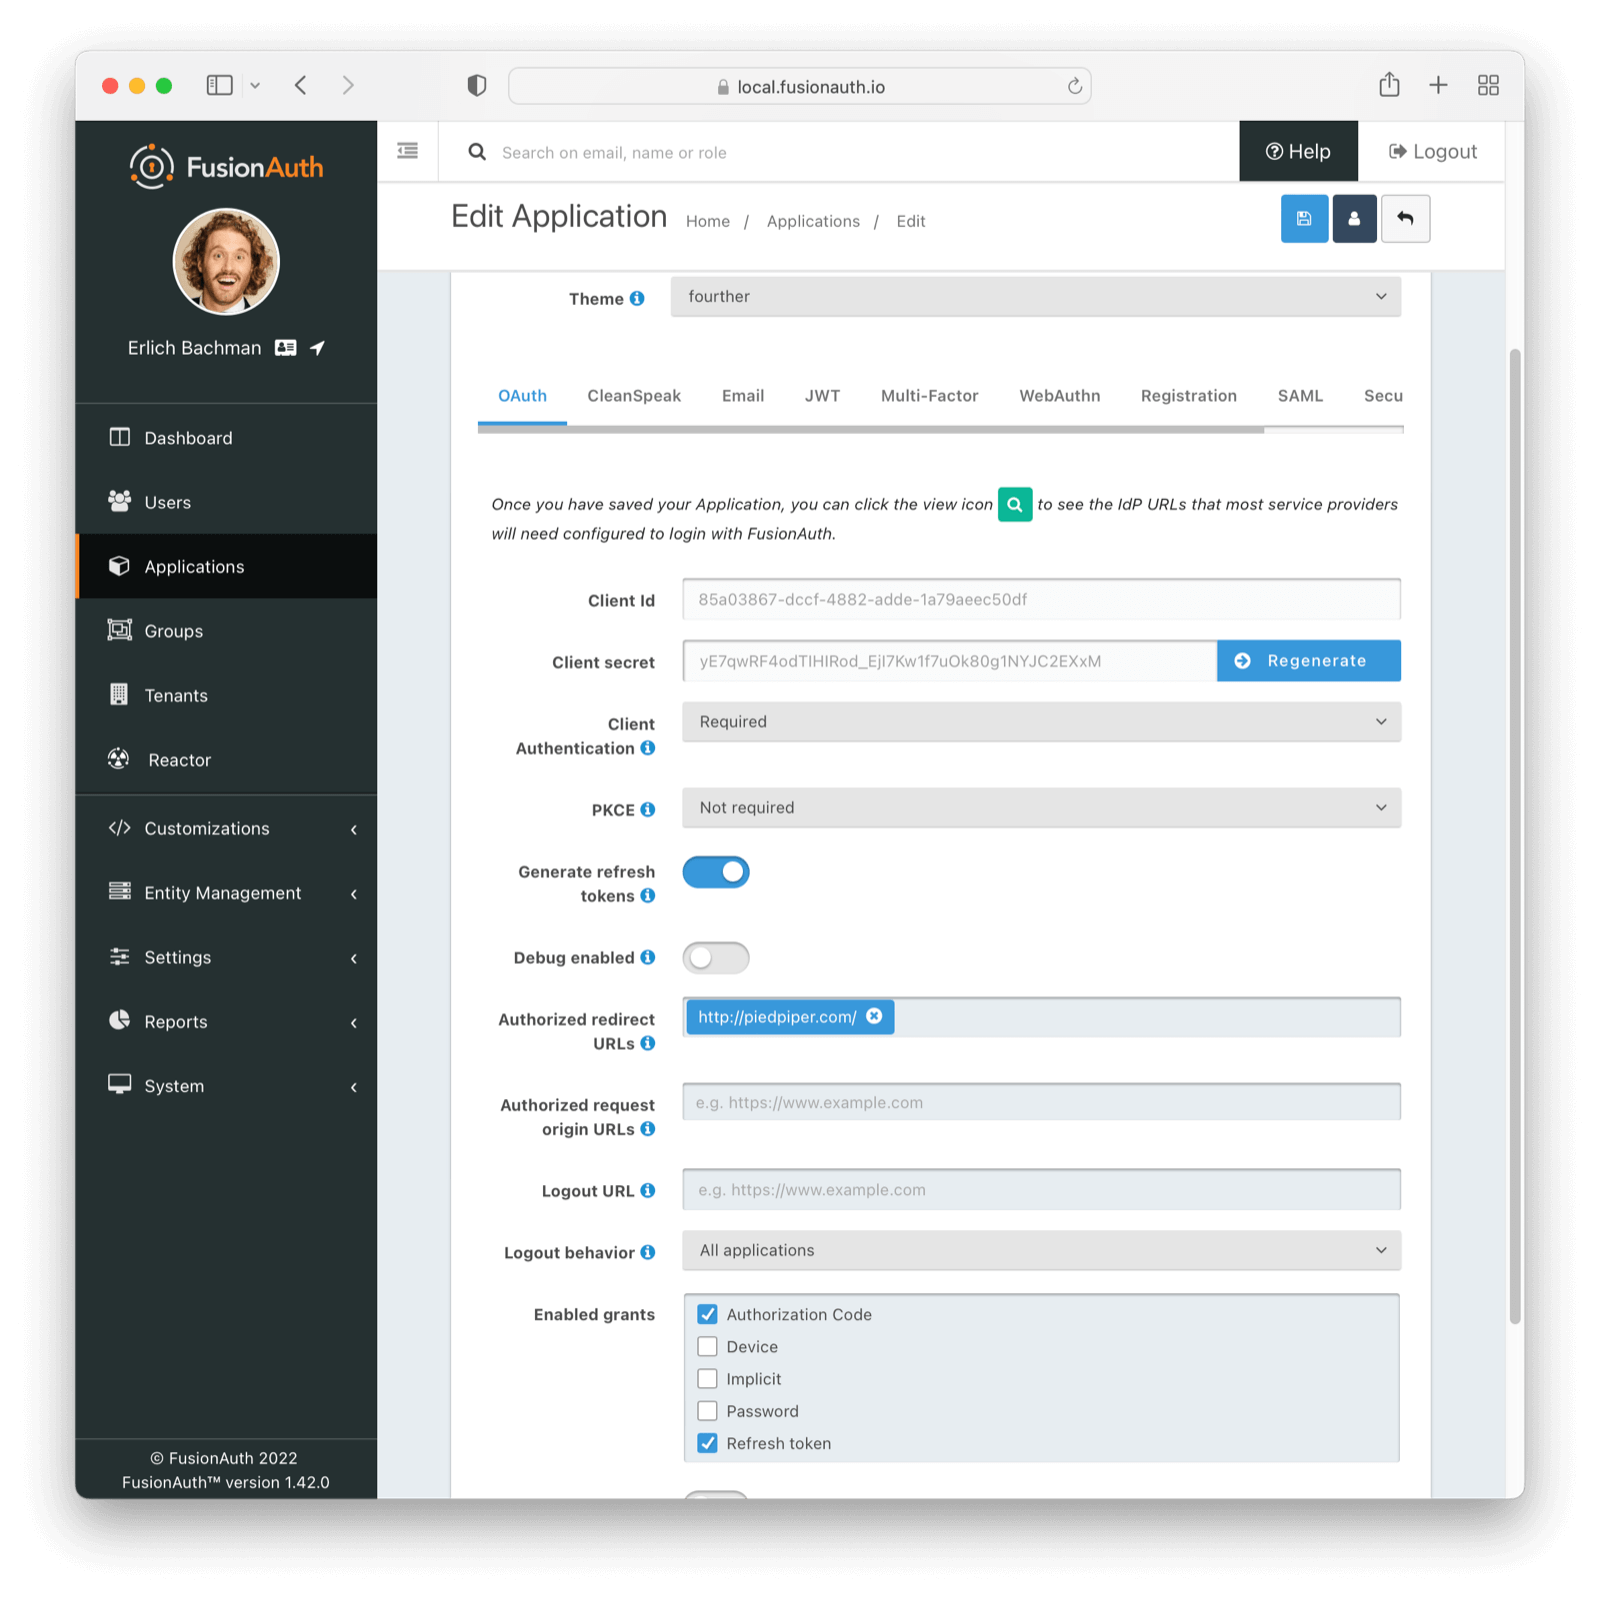 local.fusionauth.io
FusionAuth
Search on email, name or role
Help
Logout
Edit Application
Home / Applications / Edit
Erlich Bachman
Dashboard
Users
Applications
Groups
Tenants
Reactor
Customizations
Entity Management
Settings
Reports
System
© FusionAuth 2022
FusionAuth™ version 1.42.0
Theme
fourther
OAuth
CleanSpeak
Email
JWT
Multi-Factor
WebAuthn
Registration
SAML
Secu
Once you have saved your Application, you can click the view icon to see the IdP URLs that most service providers
will need configured to login with FusionAuth.
Client Id
85a03867-dccf-4882-adde-1a79aeec50df
Client secret
yE7qwRF4odTIHIRod_EjI7Kw1f7uOk80g1NYJC2EXxM
Regenerate
Client
Authentication
Required
PKCE
Not required
Generate refresh
tokens
Debug enabled
Authorized redirect
URLs
http://piedpiper.com/
Authorized request
origin URLs
e.g. https://www.example.com
Logout URL
e.g. https://www.example.com
Logout behavior
All applications
Enabled grants
Authorization Code
Device
Implicit
Password
Refresh token